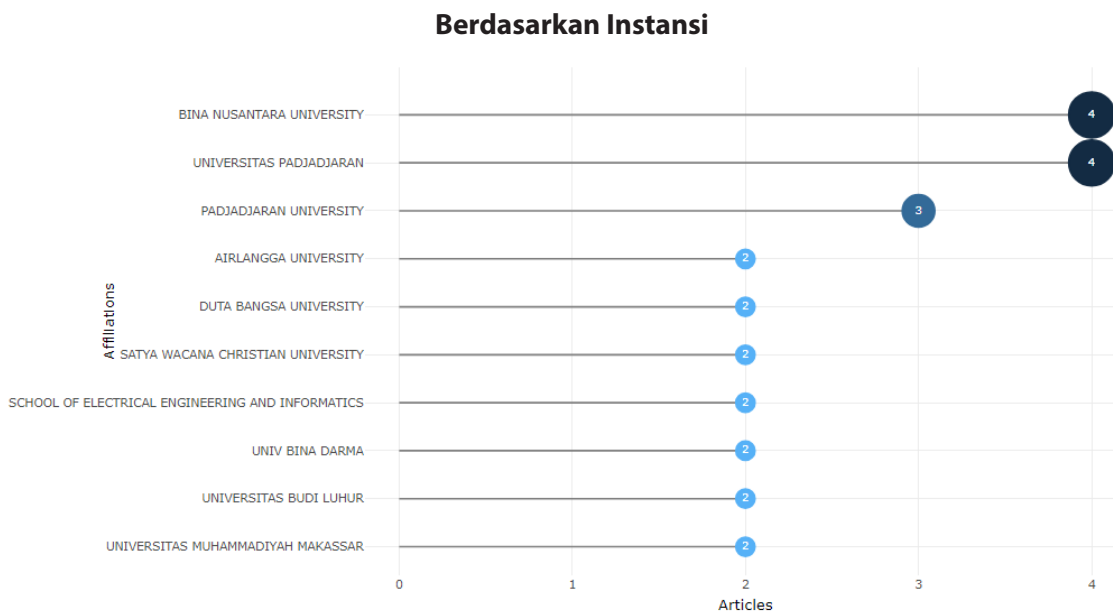 Berdasarkan Instansi
BINA NUSANTARA UNIVERSITY
4
UNIVERSITAS PADJADJARAN
4
PADJADJARAN UNIVERSITY
3
AIRLANGGA UNIVERSITY
2
DUTA BANGSA UNIVERSITY
2
Affiliations
SATYA WACANA CHRISTIAN UNIVERSITY
2
SCHOOL OF ELECTRICAL ENGINEERING AND INFORMATICS
2
UNIV BINA DARMA
2
UNIVERSITAS BUDI LUHUR
2
UNIVERSITAS MUHAMMADIYAH MAKASSAR
2
0 1 2 3 4
Articles